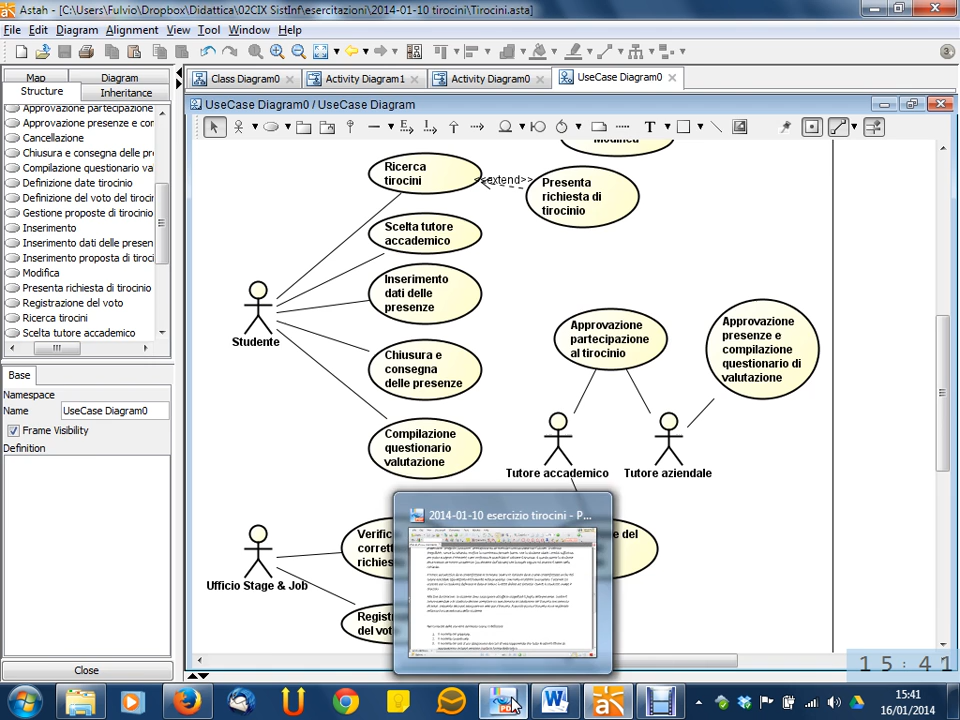 Astah - [C:\Users\Fulvio\Dropbox\Didattica\02CIX SistInf\esercitazioni\2014-01-10 tirocini\Tirocini.asta]
File Edit Diagram Alignment View Tool Window Help
Map Diagram
Structure Inheritance
Class Diagram0 Activity Diagram1 Activity Diagram0 UseCase Diagram0
UseCase Diagram0 / UseCase Diagram
Approvazione partecipazione
Approvazione presenze e cor
Cancellazione
Chiusura e consegna delle pr
Compilazione questionario va
Definizione date tirocinio
Definizione del voto del tiroci
Gestione proposte di tirocinio
Inserimento
Inserimento dati delle presen
Inserimento proposta di tiroci
Modifica
Presenta richiesta di tirocinio
Registrazione del voto
Ricerca tirocini
Scelta tutore accademico
Base
Namespace
Name UseCase Diagram0
Frame Visibility
Definition
Close
Modifica
Ricerca
tirocini
<<extend>>
Presenta
richiesta di
tirocinio
Scelta tutore
accademico
Inserimento
dati delle
presenze
Studente
Chiusura e
consegna
delle presenze
Compilazione
questionario
valutazione
Approvazione
partecipazione
al tirocinio
Approvazione
presenze e
compilazione
questionario di
valutazione
Tutore accademico
Tutore aziendale
Ufficio Stage & Job
Verific
corrett
richies
e del
Registr
del vot
2014-01-10 esercizio tirocini - P...
15:41
15:41
16/01/2014